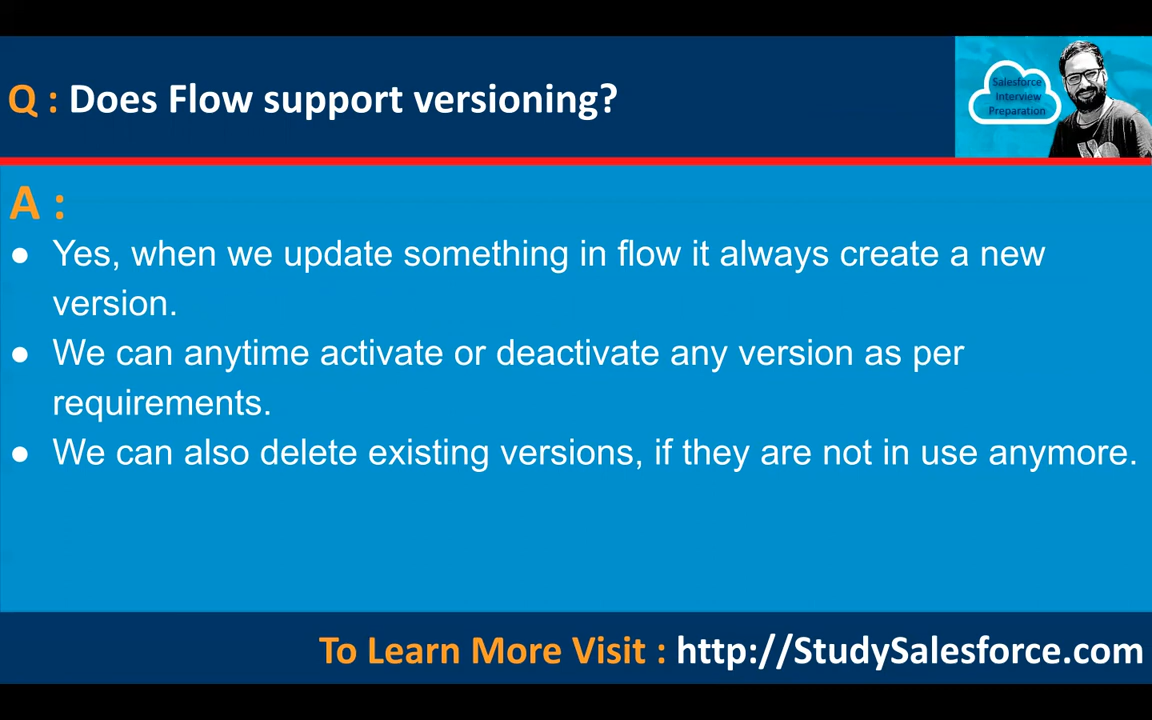 Q : Does Flow support versioning?
Salesforce
Interview
Preparation
A :
● Yes, when we update something in flow it always create a new
version.
● We can anytime activate or deactivate any version as per
requirements.
● We can also delete existing versions, if they are not in use anymore.
To Learn More Visit : http://StudySalesforce.com